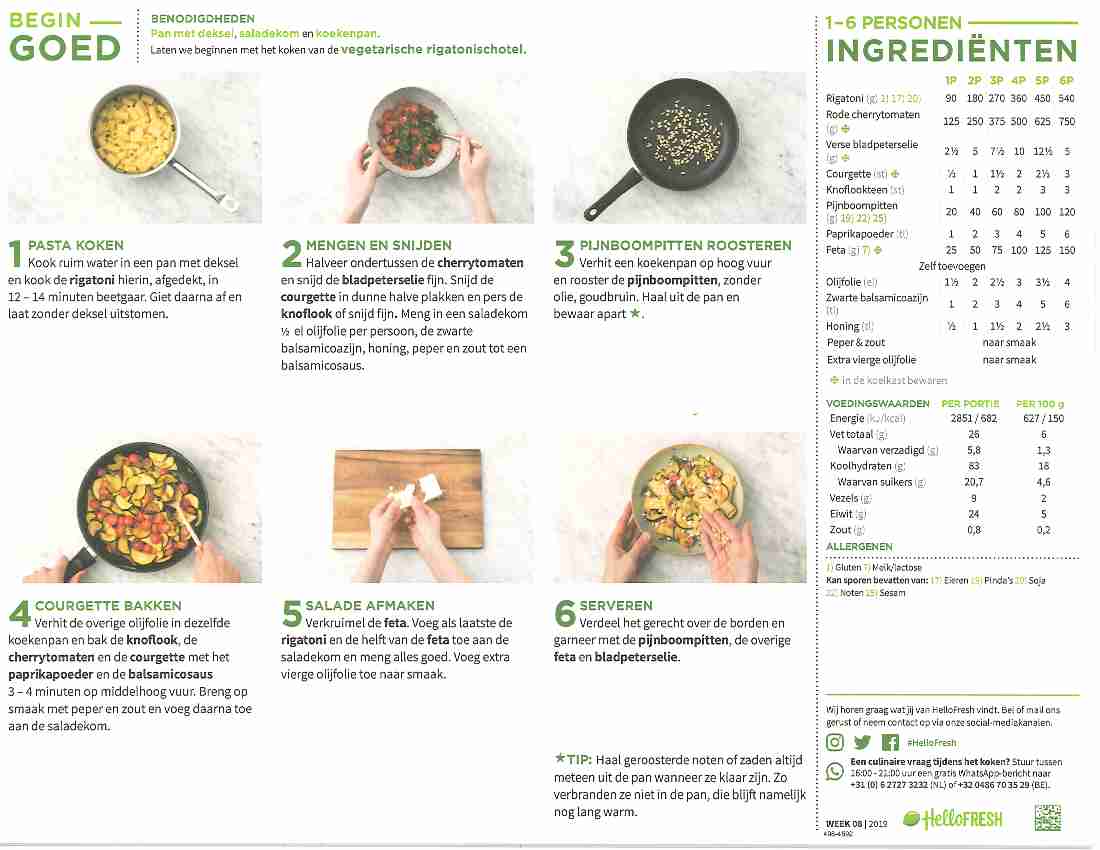 BEGIN
GOED
BENODIGDHEDEN
Pan met deksel, saladekom en koekenpan.
Laten we beginnen met het koken van de vegetarische rigatonischotel.
1 PASTA KOKEN
Kook ruim water in een pan met deksel
en kook de rigatoni hierin, afgedekt, in
12 – 14 minuten beetgaar. Giet daarna af en
laat zonder deksel uitstomen.
2 MENGEN EN SNIJDEN
Halveer ondertussen de cherrytomaten
en snijd de bladpeterselie fijn. Snijd de
courgette in dunne halve plakken en pers de
knoflook of snijd fijn. Meng in een saladekom
½ el olijfolie per persoon, de zwarte
balsamicoazijn, honing, peper en zout tot een
balsamicosaus.
3 PIJNBOOMPITTEN ROOSTEREN
Verhit een koekenpan op hoog vuur
en rooster de pijnboompitten, zonder
olie, goudbruin. Haal uit de pan en
bewaar apart ★.
4 COURGETTE BAKKEN
Verhit de overige olijfolie in dezelfde
koekenpan en bak de knoflook, de
cherrytomaten en de courgette met het
paprikapoeder en de balsamicosaus
3 – 4 minuten op middelhoog vuur. Breng op
smaak met peper en zout en voeg daarna toe
aan de saladekom.
5 SALADE AFMAKEN
Verkruimel de feta. Voeg als laatste de
rigatoni en de helft van de feta toe aan de
saladekom en meng alles goed. Voeg extra
vierge olijfolie toe naar smaak.
6 SERVEREN
Verdeel het gerecht over de borden en
garneer met de pijnboompitten, de overige
feta en bladpeterselie.
★TIP: Haal geroosterde noten of zaden altijd
meteen uit de pan wanneer ze klaar zijn. Zo
verbranden ze niet in de pan, die blijft namelijk
nog lang warm.
1–6 PERSONEN
INGREDIËNTEN
1P 2P 3P 4P 5P 6P
Rigatoni (g) 1) 17) 20) 90 180 270 360 450 540
Rode cherrytomaten
(g) 125 250 375 500 625 750
Verse bladpeterselie
(g) 2½ 5 7½ 10 12½ 5
Courgette (st) ½ 1 1½ 2 2½ 3
Knoflookteen (st) 1 1 2 2 3 3
Pijnboompitten
(g) 19) 22) 25) 20 40 60 80 100 120
Paprikapoeder (tl) 1 2 3 4 5 6
Feta (g) 7) 25 50 75 100 125 150
Zelf toevoegen
Olijfolie (el) 1½ 2 2½ 3 3½ 4
Zwarte balsamicoazijn
(tl) 1 2 3 4 5 6
Honing (tl) ½ 1 1½ 2 2½ 3
Peper & zout naar smaak
Extra vierge olijfolie naar smaak
in de koelkast bewaren
VOEDINGSWAARDEN PER PORTIE PER 100 g
Energie (kJ/kcal) 2851 / 682 627 / 150
Vet totaal (g) 26 6
Waarvan verzadigd (g) 5,8 1,3
Koolhydraten (g) 83 18
Waarvan suikers (g) 20,7 4,6
Vezels (g) 9 2
Eiwit (g) 24 5
Zout (g) 0,8 0,2
ALLERGENEN
1) Gluten 7) Melk/lactose
Kan sporen bevatten van: 17) Eieren 19) Pinda's 20) Soja
22) Noten 25) Sesam
Wij horen graag wat jij van HelloFresh vindt. Bel of mail ons
gerust of neem contact op via onze social-mediakanalen.
#HelloFresh
Een culinaire vraag tijdens het koken? Stuur tussen
16:00 - 21:00 uur een gratis WhatsApp-bericht naar
+31 (0) 6 2727 3232 (NL) of +32 0486 70 35 29 (BE).
WEEK 08 | 2019
HelloFRESH